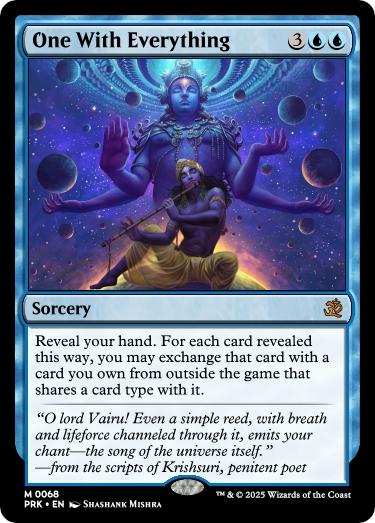 One With Everything 3
Sorcery
Reveal your hand. For each card revealed
this way, you may exchange that card with a
card you own from outside the game that
shares a card type with it.
“O lord Vairu! Even a simple reed, with breath
and lifeforce channeled through it, emits your
chant—the song of the universe itself.”
—from the scripts of Krishsuri, penitent poet
M 0068
PRK • EN Shashank Mishra
™ & © 2025 Wizards of the Coast